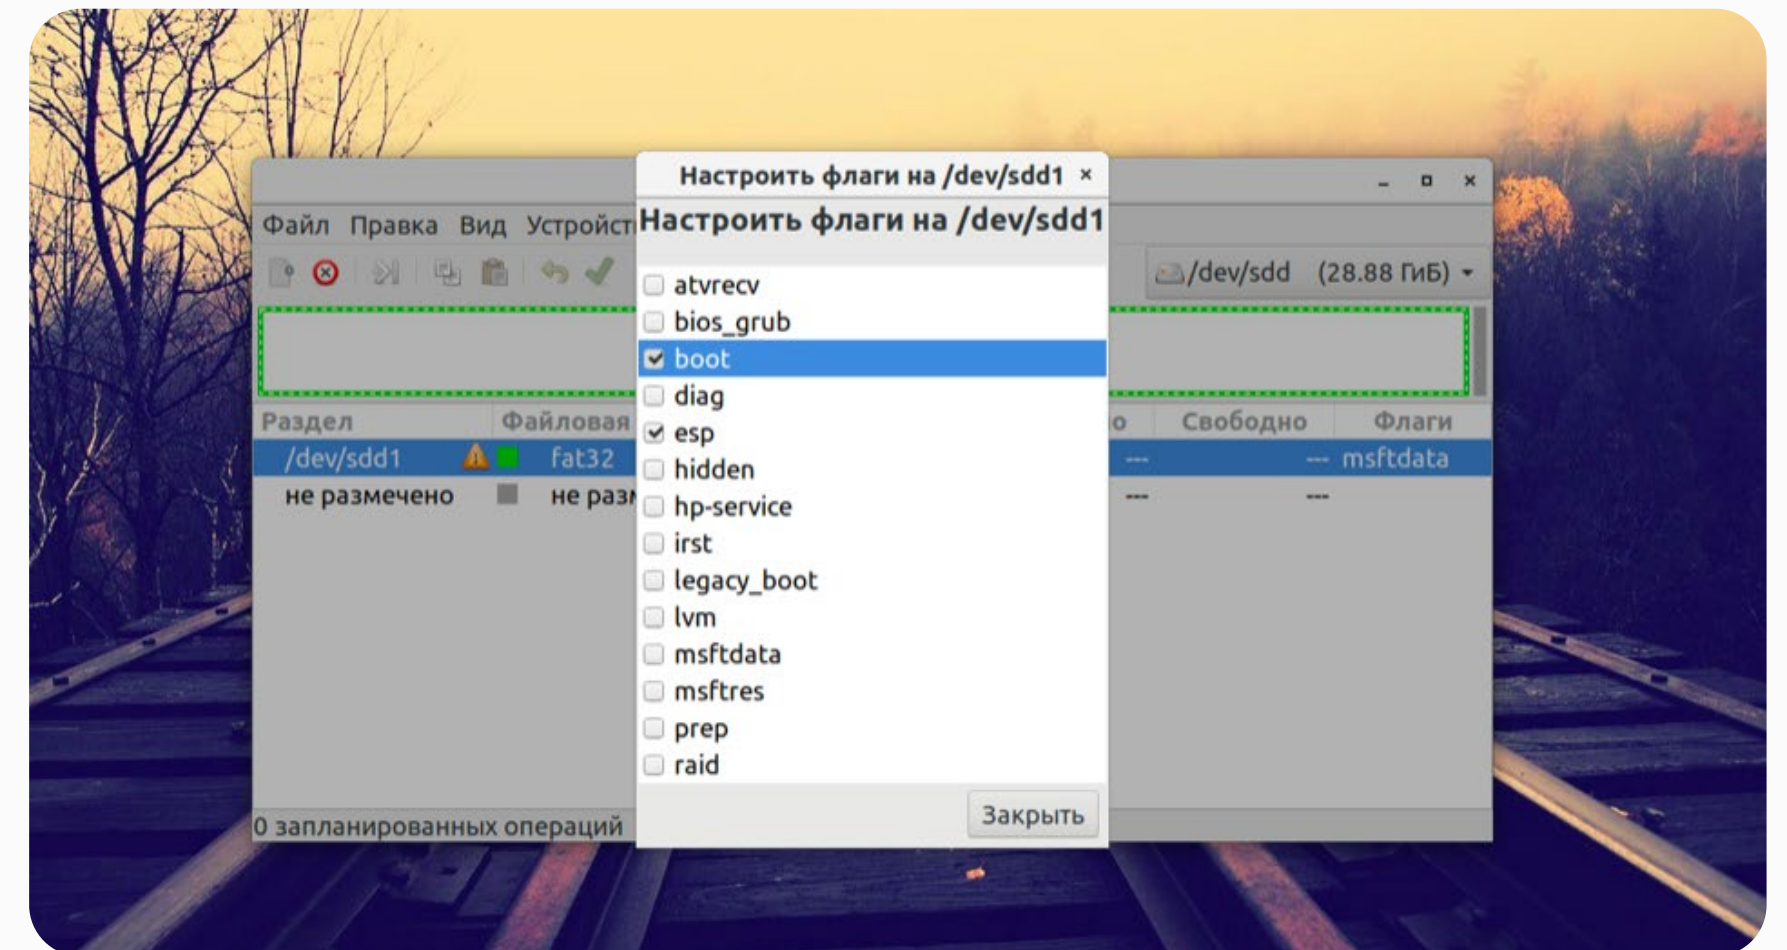 Настроить флаги на /dev/sdd1
Файл Правка Вид
Настроить флаги на /dev/sdd1
/dev/sdd (28.88 ГиБ)
atvrecv
bios_grub
boot
diag
esp
hidden
hp-service
irst
legacy_boot
lvm
msftdata
msftres
prep
raid
Закрыть
Раздел Файловая Свободно Флаги
/dev/sdd1 fat32 --- --- msftdata
не размечено не --- ---
0 запланированных операций